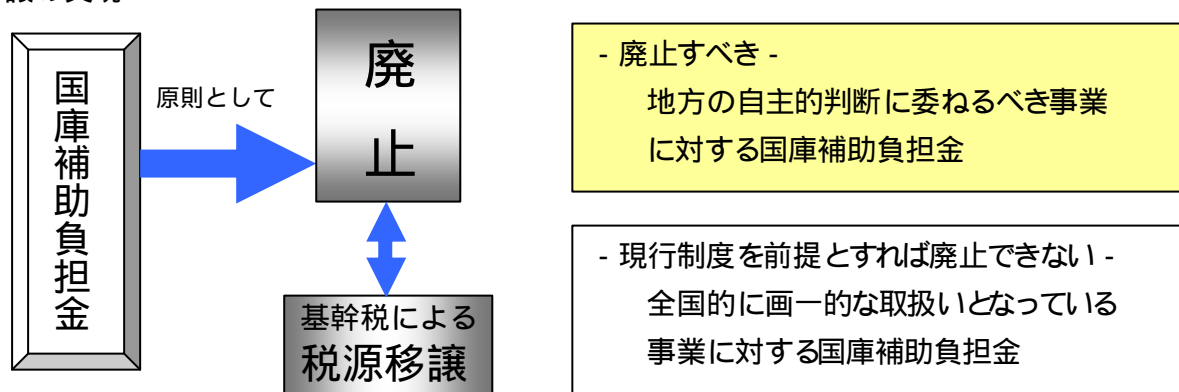 国庫補助負担金
原則として
廃止
基幹税による
税源移譲
- 廃止すべき -
地方の自主的判断に委ねるべき事業
に対する国庫補助負担金
- 現行制度を前提とすれば廃止できない -
全国的に画一的な取扱いとなっている
事業に対する国庫補助負担金